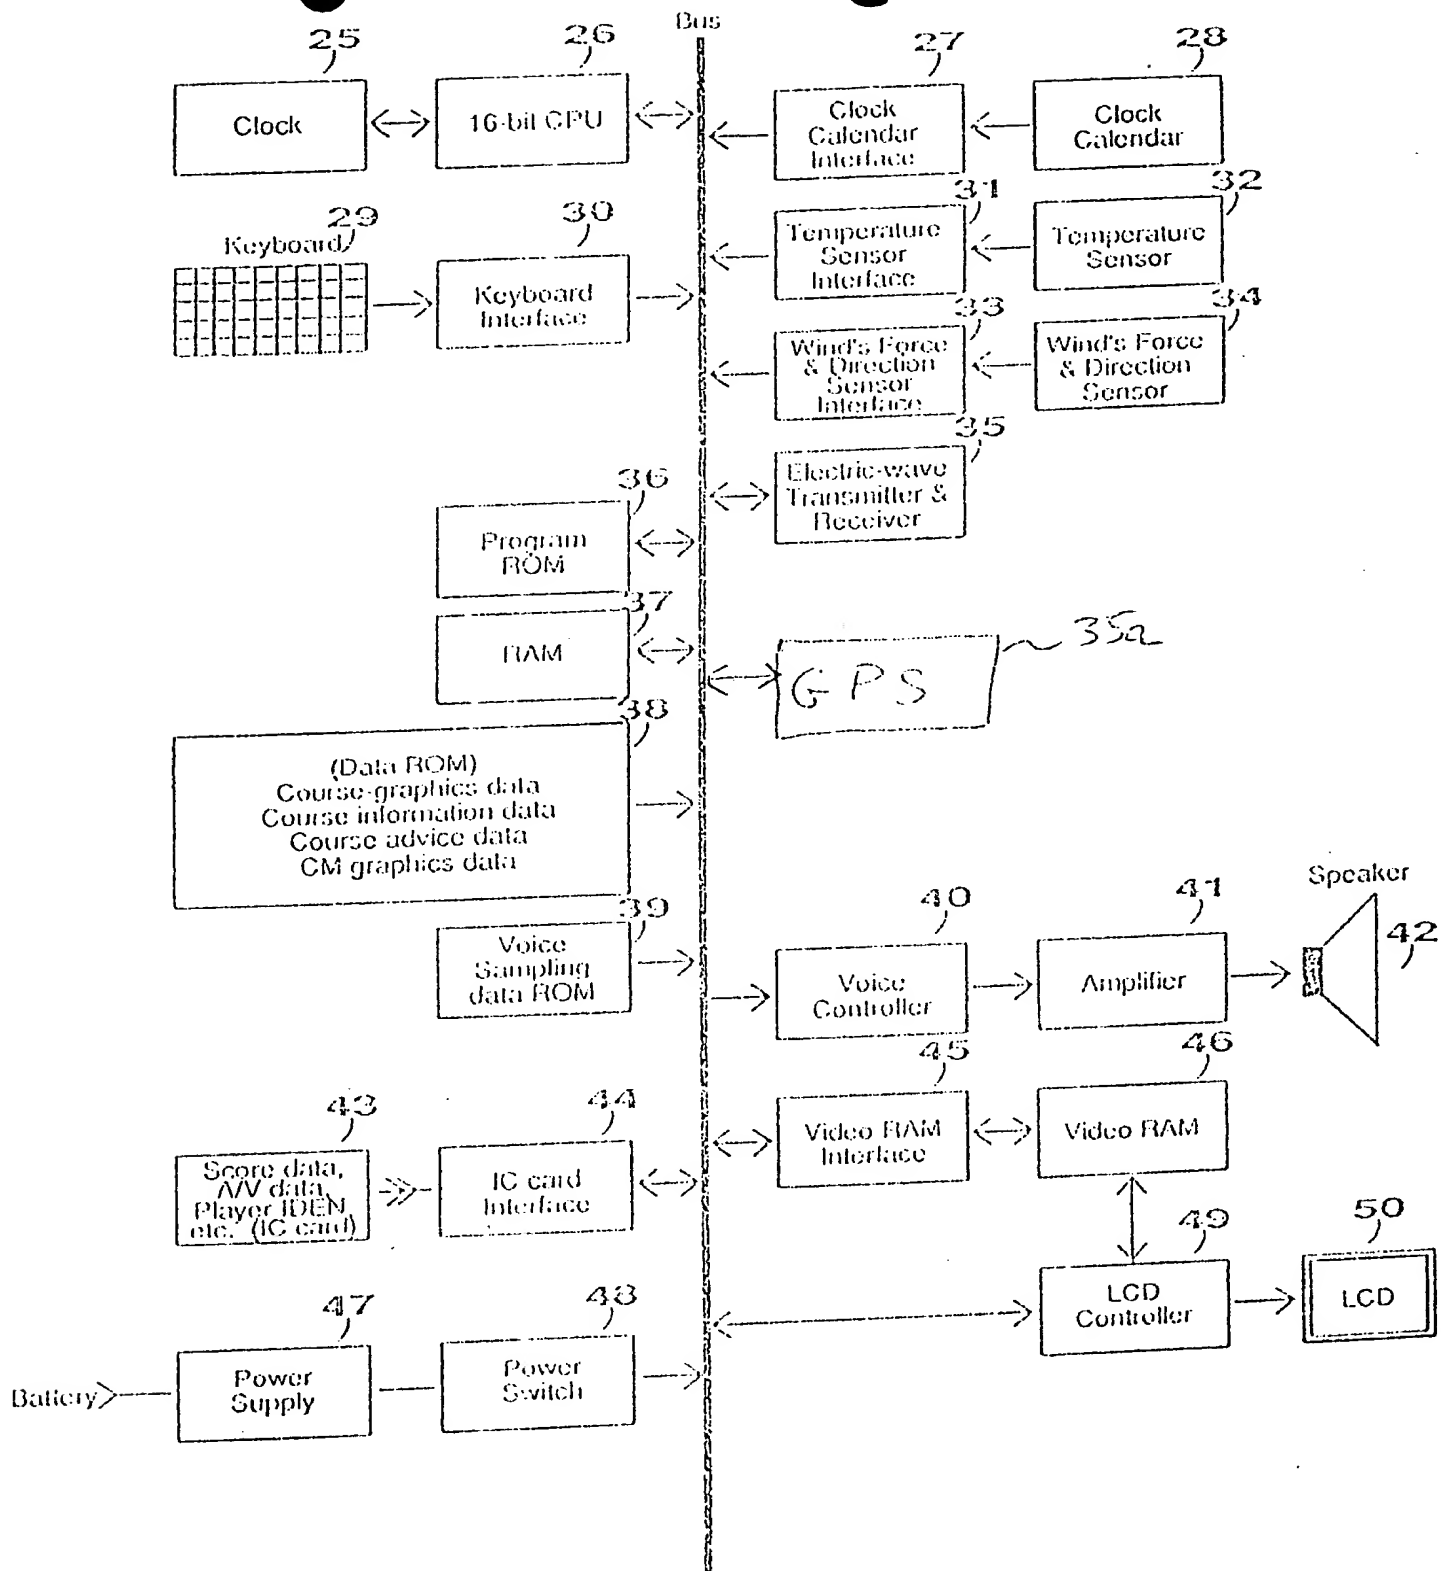 Bus
25
26
27
28
Clock
16-bit CPU
Clock
Calendar
Interface
Clock
Calendar
29
30
31
32
Keyboard
Keyboard
Interface
Temperature
Sensor
Interface
Temperature
Sensor
33
34
Wind's Force
& Direction
Sensor
Interface
Wind's Force
& Direction
Sensor
35
Electric-wave
Transmitter &
Receiver
36
Program
ROM
37
RAM
35a
GPS
38
(Data ROM)
Course-graphics data
Course information data
Course advice data
CM graphics data
39
Voice
Sampling
data ROM
40
41
Speaker
42
Voice
Controller
Amplifier
43
44
45
46
Score data,
A/V data,
Player IDEN,
etc. (IC card)
IC card
Interface
Video RAM
Interface
Video RAM
47
48
49
50
Battery
Power
Supply
Power
Switch
LCD
Controller
LCD